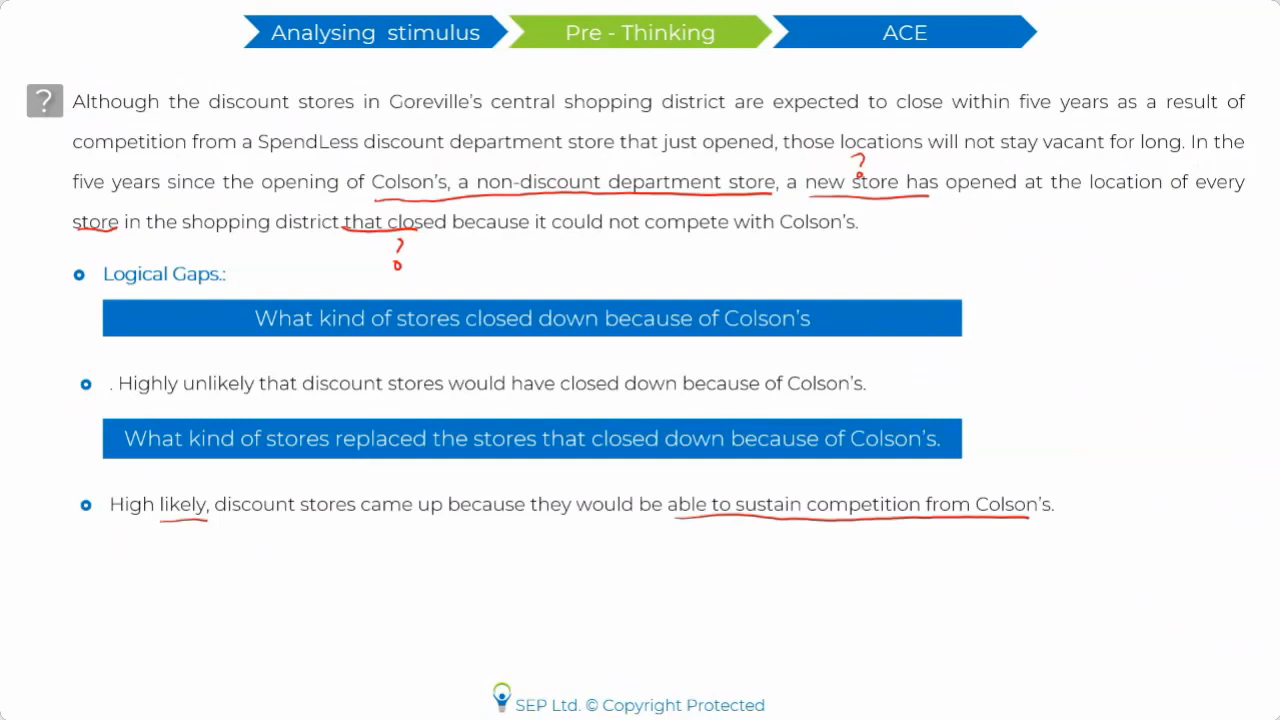 Analysing stimulus
Pre - Thinking
ACE
? Although the discount stores in Goreville's central shopping district are expected to close within five years as a result of
competition from a SpendLess discount department store that just opened, those locations will not stay vacant for long. In the
?
five years since the opening of Colson's, a non-discount department store, a new store has opened at the location of every
store in the shopping district that closed because it could not compete with Colson's.
?
Logical Gaps.:
What kind of stores closed down because of Colson's
. Highly unlikely that discount stores would have closed down because of Colson's.
What kind of stores replaced the stores that closed down because of Colson's.
High likely, discount stores came up because they would be able to sustain competition from Colson's.
SEP Ltd. © Copyright Protected